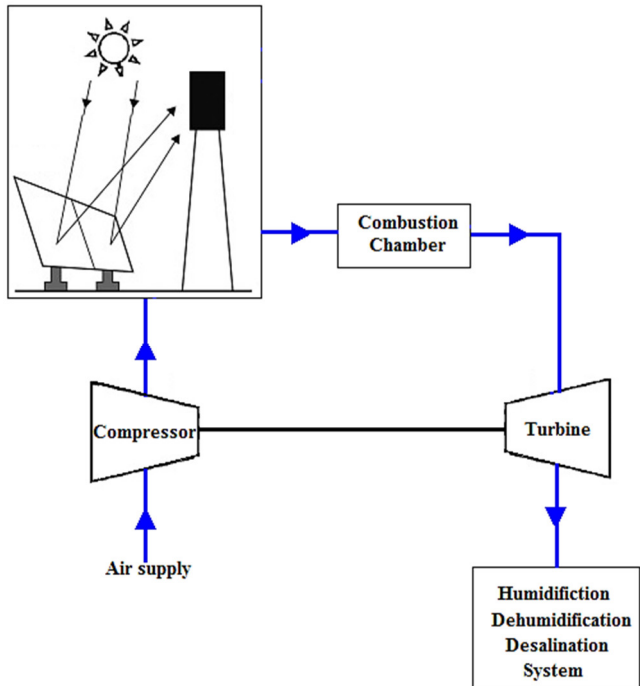 Combustion
Chamber
Compressor
Turbine
Air supply
Humidifiction
Dehumidification
Desalination
System